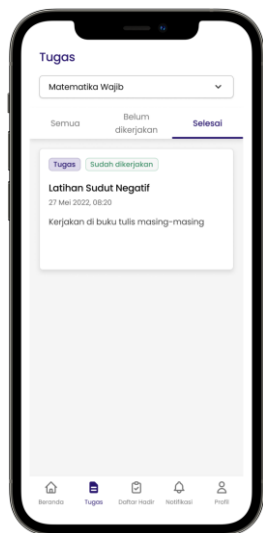 Tugas
Matematika Wajib
Semua
Belum
dikerjakan
Selesai
Tugas
Sudah dikerjakan
Latihan Sudut Negatif
27 Mei 2022, 08:20
Kerjakan di buku tulis masing-masing
Beranda
Tugas
Daftar Hadir
Notifikasi
Profil